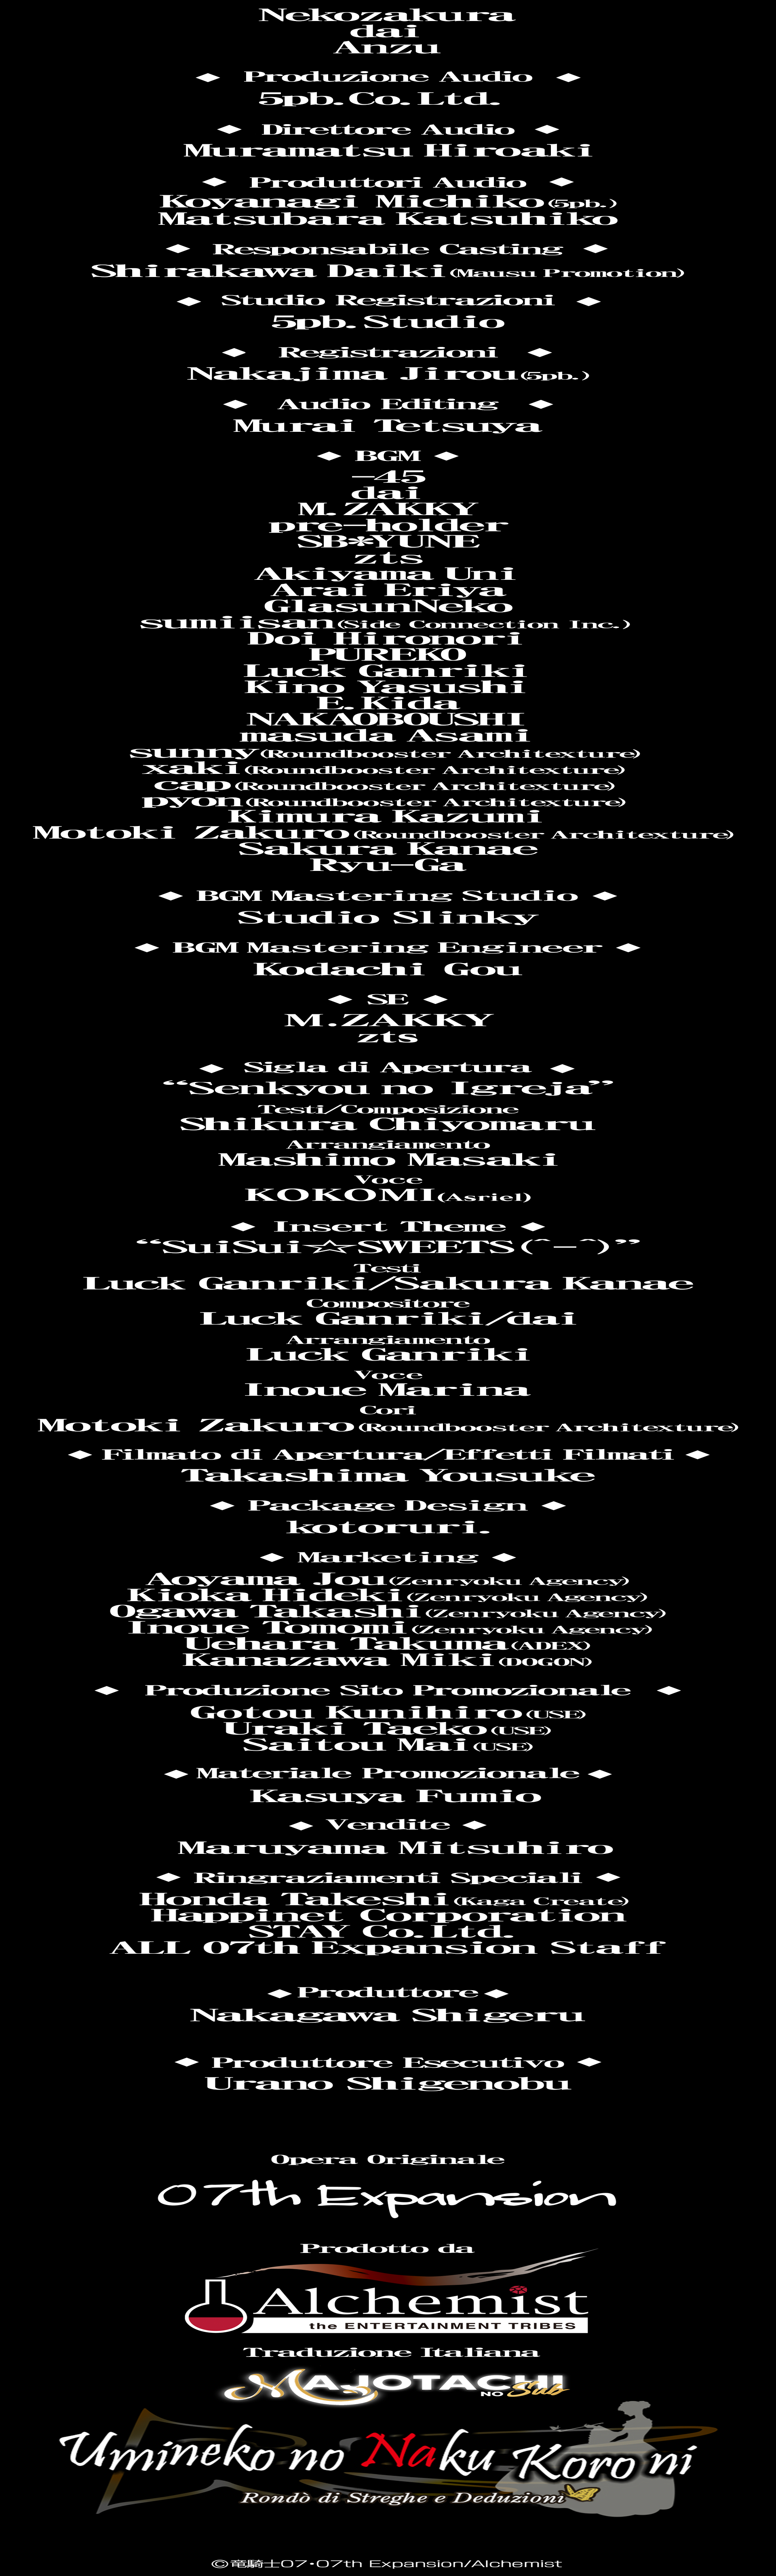 Nekozakura
dai
Anzu
◆ Produzione Audio ◆
5pb. Co. Ltd.
◆ Direttore Audio ◆
Muramatsu Hiroaki
◆ Produttori Audio ◆
Koyanagi Michiko(5pb.)
Matsubara Katsuhiko
◆ Responsabile Casting ◆
Shirakawa Daiki(Mausu Promotion)
◆ Studio Registrazioni ◆
5pb. Studio
◆ Registrazioni ◆
Nakajima Jirou(5pb.)
◆ Audio Editing ◆
Murai Tetsuya
◆ BGM ◆
-45
dai
M. ZAKKY
pre-holder
SB✻YUNE
zts
Akiyama Uni
Arai Eriya
GlasunNeko
sumiisan(Side Connection Inc.)
Doi Hironori
PUREKO
Luck Ganriki
Kino Yasushi
E. Kida
NAKAOBOUSHI
masuda Asami
sunny(Roundbooster Architexture)
xaki(Roundbooster Architexture)
cap(Roundbooster Architexture)
pyon(Roundbooster Architexture)
Kimura Kazumi
Motoki Zakuro(Roundbooster Architexture)
Sakura Kanae
Ryu-Ga
◆ BGM Mastering Studio ◆
Studio Slinky
◆ BGM Mastering Engineer ◆
Kodachi Gou
◆ SE ◆
M.ZAKKY
zts
◆ Sigla di Apertura ◆
“Senkyou no Igreja”
Testi/Composizione
Shikura Chiyomaru
Arrangiamento
Mashimo Masaki
Voce
KOKOMI(Asriel)
◆ Insert Theme ◆
“SuiSui☆SWEETS(^-^)”
Testi
Luck Ganriki/Sakura Kanae
Compositore
Luck Ganriki/dai
Arrangiamento
Luck Ganriki
Voce
Inoue Marina
Cori
Motoki Zakuro(Roundbooster Architexture)
◆ Filmato di Apertura/Effetti Filmati ◆
Takashima Yousuke
◆ Package Design ◆
kotoruri.
◆ Marketing ◆
Aoyama Jou(Zenryoku Agency)
Kioka Hideki(Zenryoku Agency)
Ogawa Takashi(Zenryoku Agency)
Inoue Tomomi(Zenryoku Agency)
Uehara Takuma(ADEX)
Kanazawa Miki(DOGON)
◆ Produzione Sito Promozionale ◆
Gotou Kunihiro(USE)
Uraki Taeko(USE)
Saitou Mai(USE)
◆ Materiale Promozionale ◆
Kasuya Fumio
◆ Vendite ◆
Maruyama Mitsuhiro
◆ Ringraziamenti Speciali ◆
Honda Takeshi(Kaga Create)
Happinet Corporation
STAY Co. Ltd.
ALL 07th Expansion Staff
◆ Produttore ◆
Nakagawa Shigeru
◆ Produttore Esecutivo ◆
Urano Shigenobu
Opera Originale
07th Expansion
Prodotto da
Alchemist
the ENTERTAINMENT TRIBES
Traduzione Italiana
MAJOTACHI
NO Sub
Umineko no Naku Koro ni
Rondò di Streghe e Deduzioni
©竜騎士07・07th Expansion/Alchemist